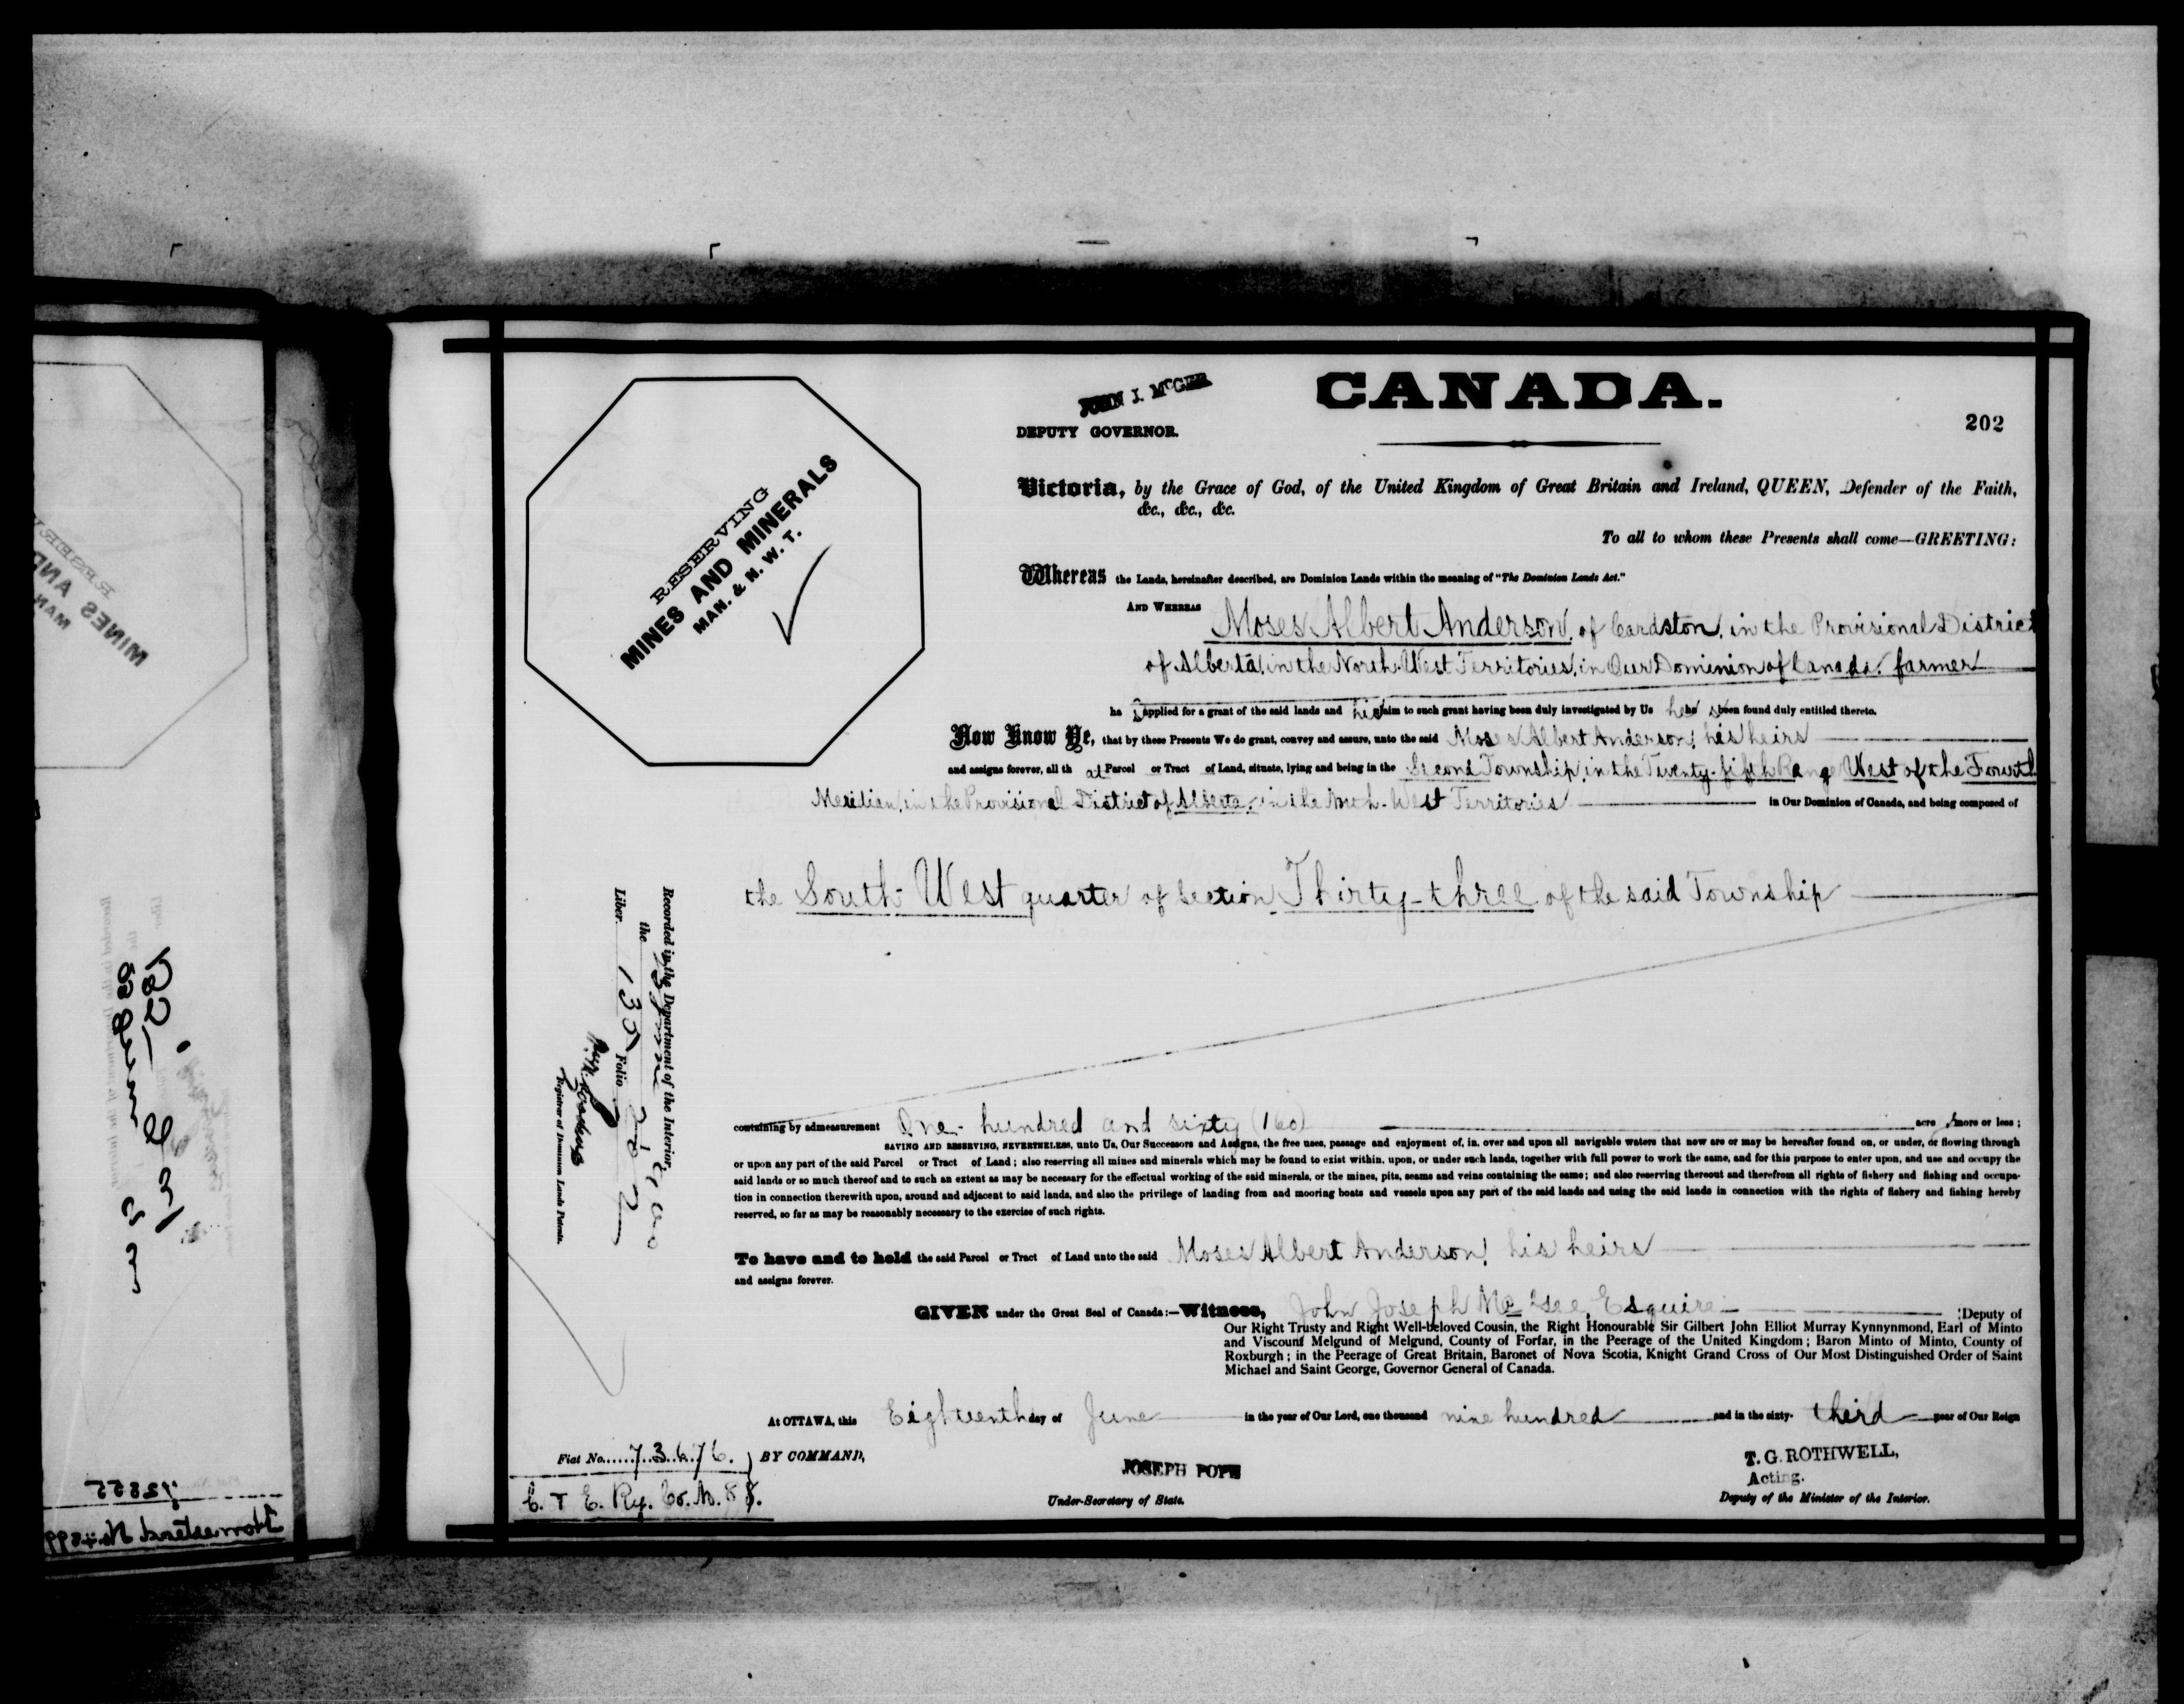 CANADA.
JOHN J. McGEE
DEPUTY GOVERNOR.
202
RESERVING
MINES AND MINERALS
MAN. & N. W. T.
Victoria, by the Grace of God, of the United Kingdom of Great Britain and Ireland, QUEEN, Defender of the Faith,
&c., &c., &c.
To all to whom these Presents shall come—GREETING:
Whereas the Lands, hereinafter described, are Dominion Lands within the meaning of "The Dominion Lands Act."
AND WHEREAS Moses Albert Anderson, of Cardston, in the Provisional District
of Alberta, in the North-West Territories, in Our Dominion of Canada, farmer
has applied for a grant of the said lands and his claim to such grant having been duly investigated by Us he has been found duly entitled thereto.
Now Know Ye, that by these Presents We do grant, convey and assure, unto the said Moses Albert Anderson, his heirs
and assigns forever, all that Parcel or Tract of Land, situate, lying and being in the Second Township, in the Twenty-fifth Range West of the Fourth
Meridian, in the Provisional District of Alberta, in the North-West Territories in Our Dominion of Canada, and being composed of
the South-West quarter of Section Thirty-three of the said Township
containing by admeasurement One hundred and sixty (160) acres more or less;
SAVING AND RESERVING, NEVERTHELESS, unto Us, Our Successors and Assigns, the free uses, passage and enjoyment of, in, over and upon all navigable waters that now are or may be hereafter found on, or under, or flowing through
or upon any part of the said Parcel or Tract of Land; also reserving all mines and minerals which may be found to exist within, upon, or under such lands, together with full power to work the same, and for this purpose to enter upon, and use and occupy the
said lands or so much thereof and to such an extent as may be necessary for the effectual working of the said minerals, or the mines, pits, seams and veins containing the same; and also reserving thereout and therefrom all rights of fishery and fishing and occupa-
tion in connection therewith upon, around and adjacent to said lands, and also the privilege of landing from and mooring boats and vessels upon any part of the said lands and using the said lands in connection with the rights of fishery and fishing hereby
reserved, so far as may be reasonably necessary to the exercise of such rights.
To have and to hold the said Parcel or Tract of Land unto the said Moses Albert Anderson, his heirs
and assigns forever.
GIVEN under the Great Seal of Canada:—Witness, John Joseph McGee, Esquire Deputy of
Our Right Trusty and Right Well-beloved Cousin, the Right Honourable Sir Gilbert John Elliot Murray Kynnynmond, Earl of Minto
and Viscount Melgund of Melgund, County of Forfar, in the Peerage of the United Kingdom; Baron Minto of Minto, County of
Roxburgh; in the Peerage of Great Britain, Baronet of Nova Scotia, Knight Grand Cross of Our Most Distinguished Order of Saint
Michael and Saint George, Governor General of Canada.
At OTTAWA, this Eighteenth day of June in the year of Our Lord, one thousand nine hundred and in the sixty-third year of Our Reign
Fiat No. 73676. BY COMMAND,
C. & E. Ry. Co. No. 88.
JOSEPH POPE
Under-Secretary of State.
T. G. ROTHWELL,
Acting.
Deputy of the Minister of the Interior.
Recorded in the Department of the Interior,
the June 1900
Liber 135 Folio 202
Registrar of Dominion Lands Patents.